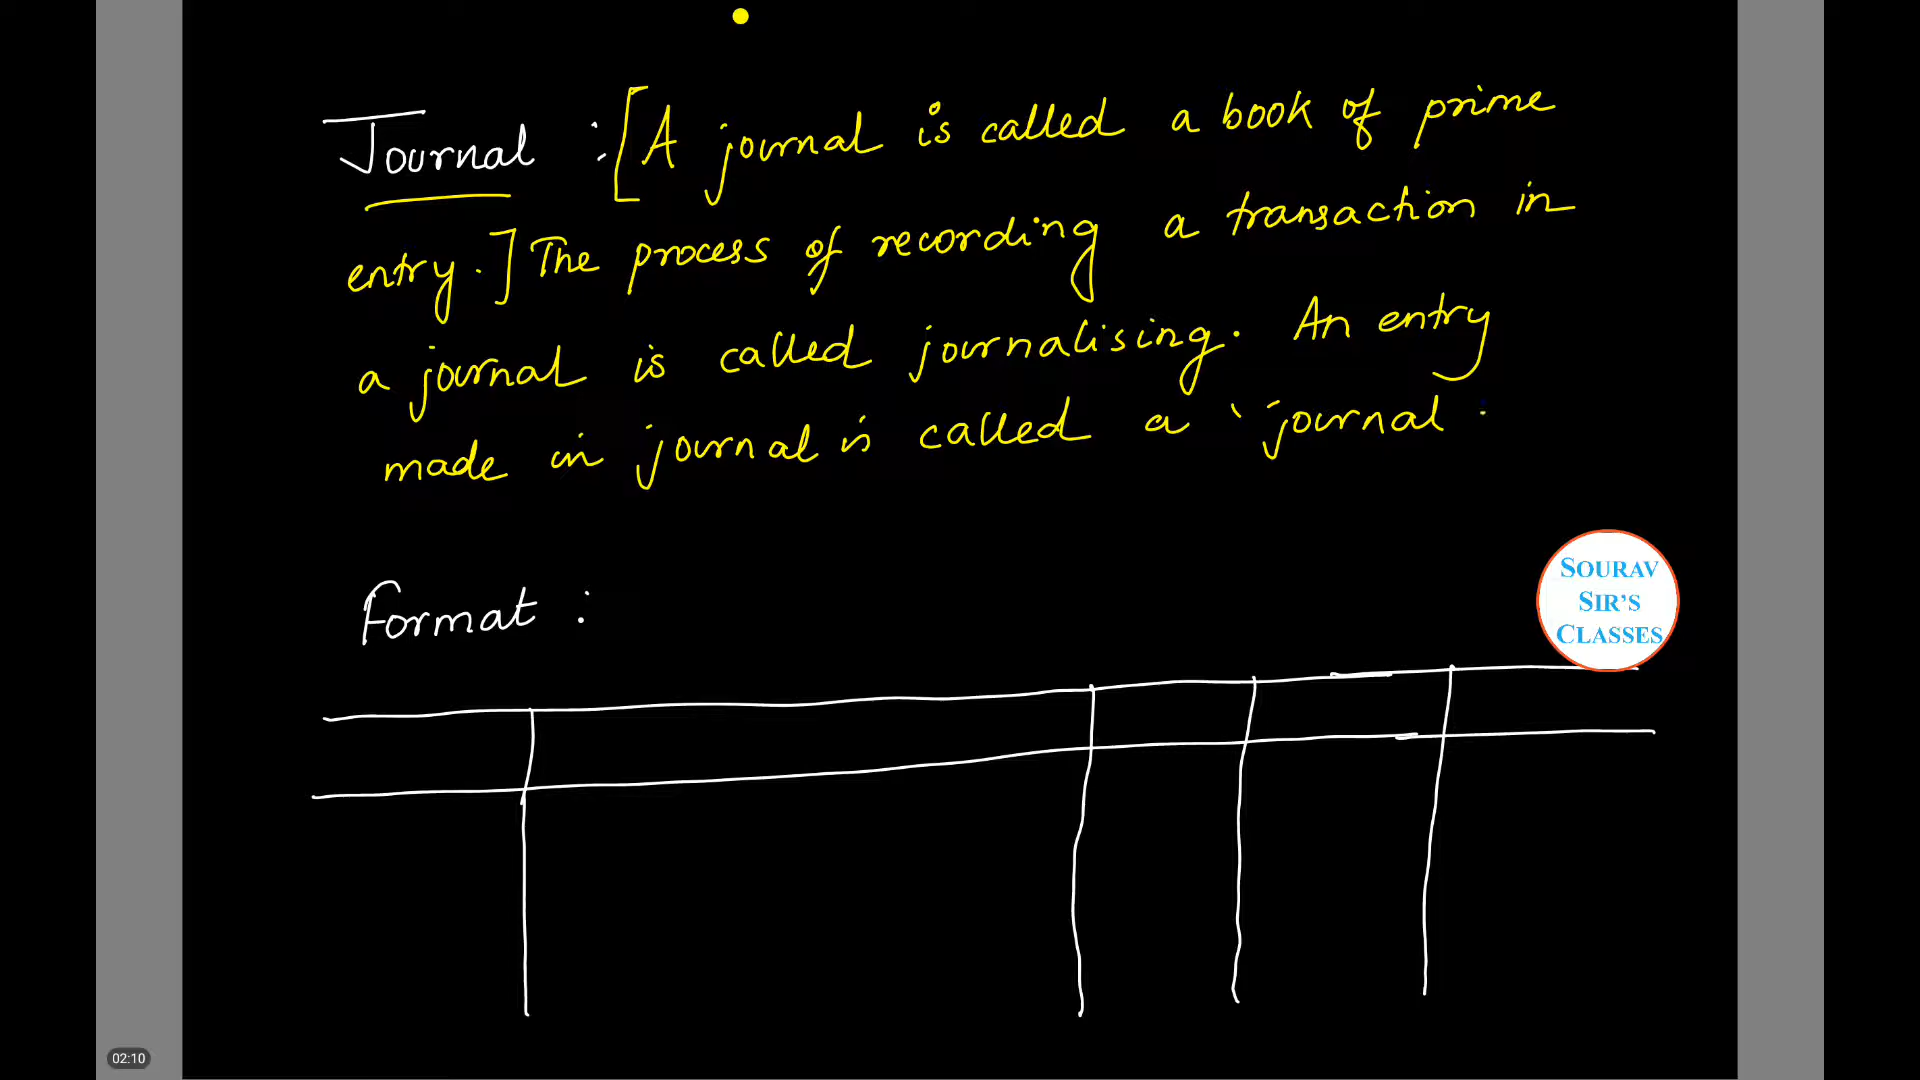 Journal :[A journal is called a book of prime
entry.] The process of recording a transaction in
a journal is called journalising. An entry
made in journal is called a 'journal
Format :
SOURAV
SIR'S
CLASSES
02:10